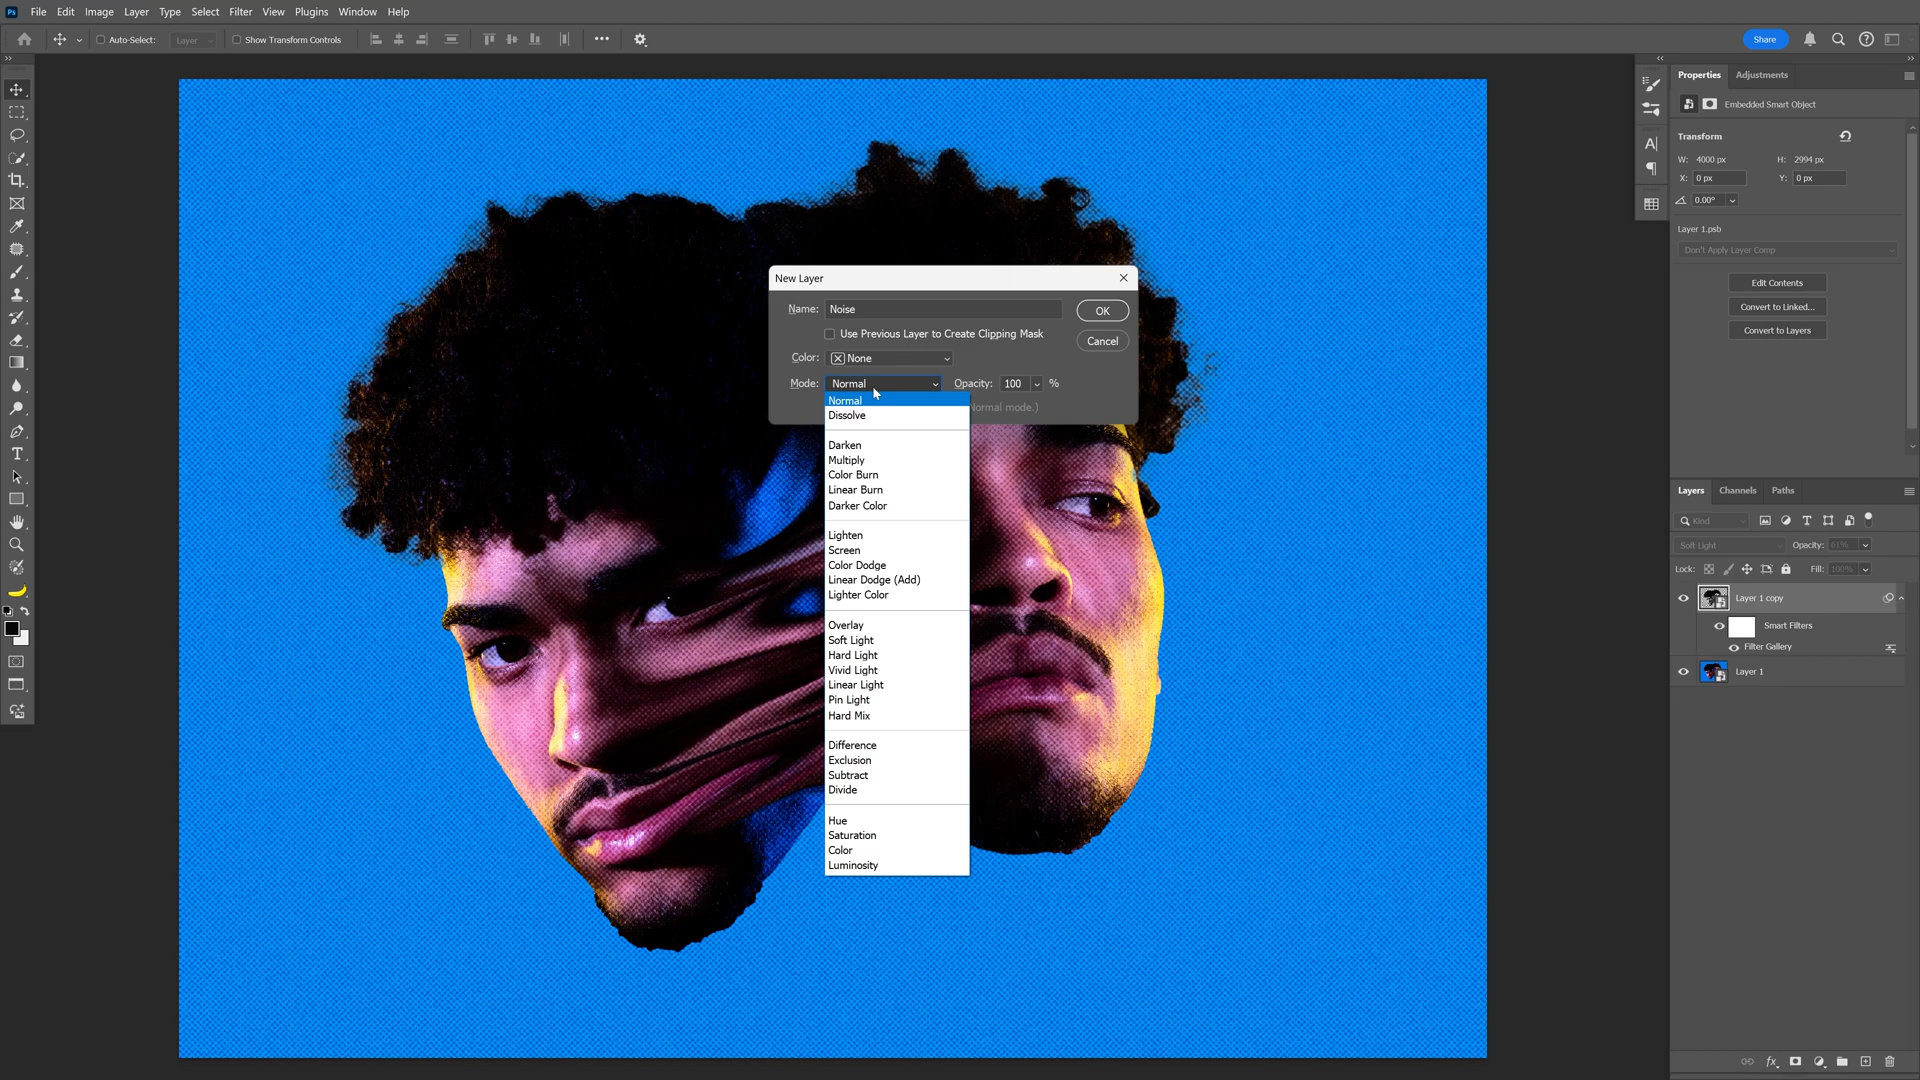 Ps File Edit Image Layer Type Select Filter View Plugins Window Help
Auto-Select: Layer Show Transform Controls Share
New Layer
Name: Noise OK
Use Previous Layer to Create Clipping Mask
Cancel
Color: None
Mode: Normal Opacity: 100 %
Normal mode.)
Normal
Dissolve
Darken
Multiply
Color Burn
Linear Burn
Darker Color
Lighten
Screen
Color Dodge
Linear Dodge (Add)
Lighter Color
Overlay
Soft Light
Hard Light
Vivid Light
Linear Light
Pin Light
Hard Mix
Difference
Exclusion
Subtract
Divide
Hue
Saturation
Color
Luminosity
Properties Adjustments
Embedded Smart Object
Transform
W: 4000 px H: 2994 px
X: 0 px Y: 0 px
0.00°
Layer 1.psb
Don't Apply Layer Comp
Edit Contents
Convert to Linked...
Convert to Layers
Layers Channels Paths
Kind
Soft Light Opacity: 61%
Lock: Fill: 100%
Layer 1 copy
Smart Filters
Filter Gallery
Layer 1
fx